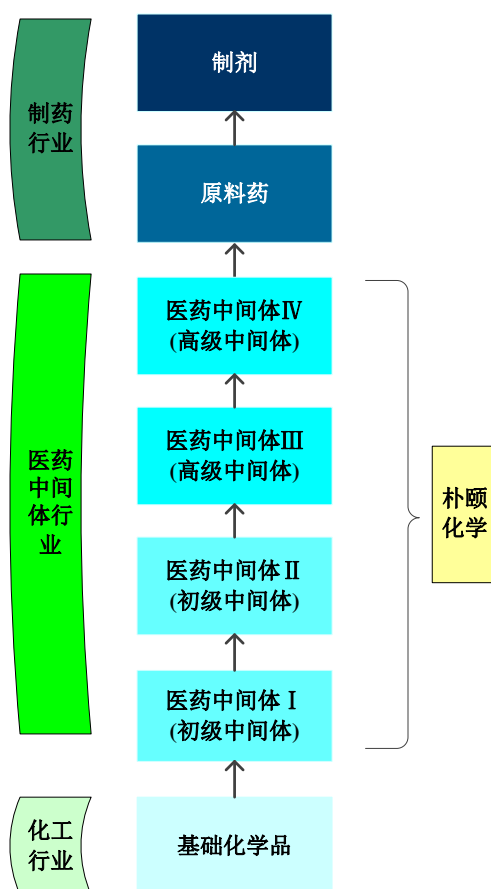 制剂
制药
行业
原料药
医药中间体Ⅳ
(高级中间体)
医药中间体Ⅲ
(高级中间体)
医药
中间
体行
业
朴颐
化学
医药中间体Ⅱ
(初级中间体)
医药中间体Ⅰ
(初级中间体)
化工
行业
基础化学品